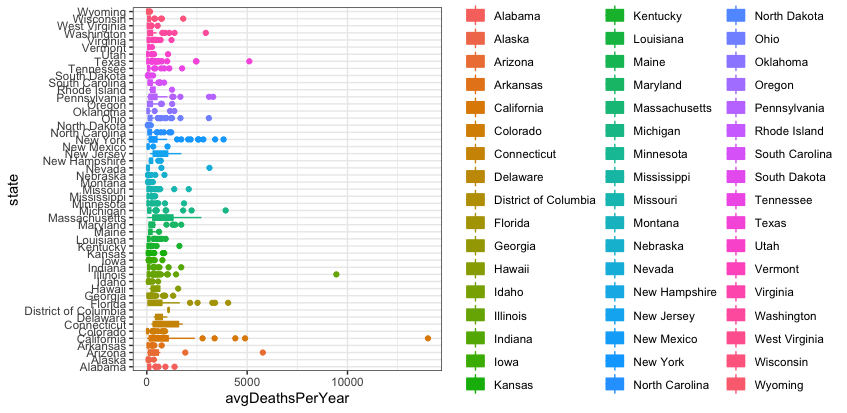 state
Wyoming
Wisconsin
West Virginia
Washington
Virginia
Vermont
Utah
Texas
Tennessee
South Dakota
South Carolina
Rhode Island
Pennsylvania
Oregon
Oklahoma
Ohio
North Dakota
North Carolina
New York
New Mexico
New Jersey
New Hampshire
Nevada
Nebraska
Montana
Missouri
Mississippi
Minnesota
Michigan
Massachusetts
Maryland
Maine
Louisiana
Kentucky
Kansas
Iowa
Indiana
Illinois
Idaho
Hawaii
Georgia
Florida
District of Columbia
Delaware
Connecticut
Colorado
California
Arkansas
Arizona
Alaska
Alabama
0 5000 10000
avgDeathsPerYear
Alabama
Alaska
Arizona
Arkansas
California
Colorado
Connecticut
Delaware
District of Columbia
Florida
Georgia
Hawaii
Idaho
Illinois
Indiana
Iowa
Kansas
Kentucky
Louisiana
Maine
Maryland
Massachusetts
Michigan
Minnesota
Mississippi
Missouri
Montana
Nebraska
Nevada
New Hampshire
New Jersey
New Mexico
New York
North Carolina
North Dakota
Ohio
Oklahoma
Oregon
Pennsylvania
Rhode Island
South Carolina
South Dakota
Tennessee
Texas
Utah
Vermont
Virginia
Washington
West Virginia
Wisconsin
Wyoming